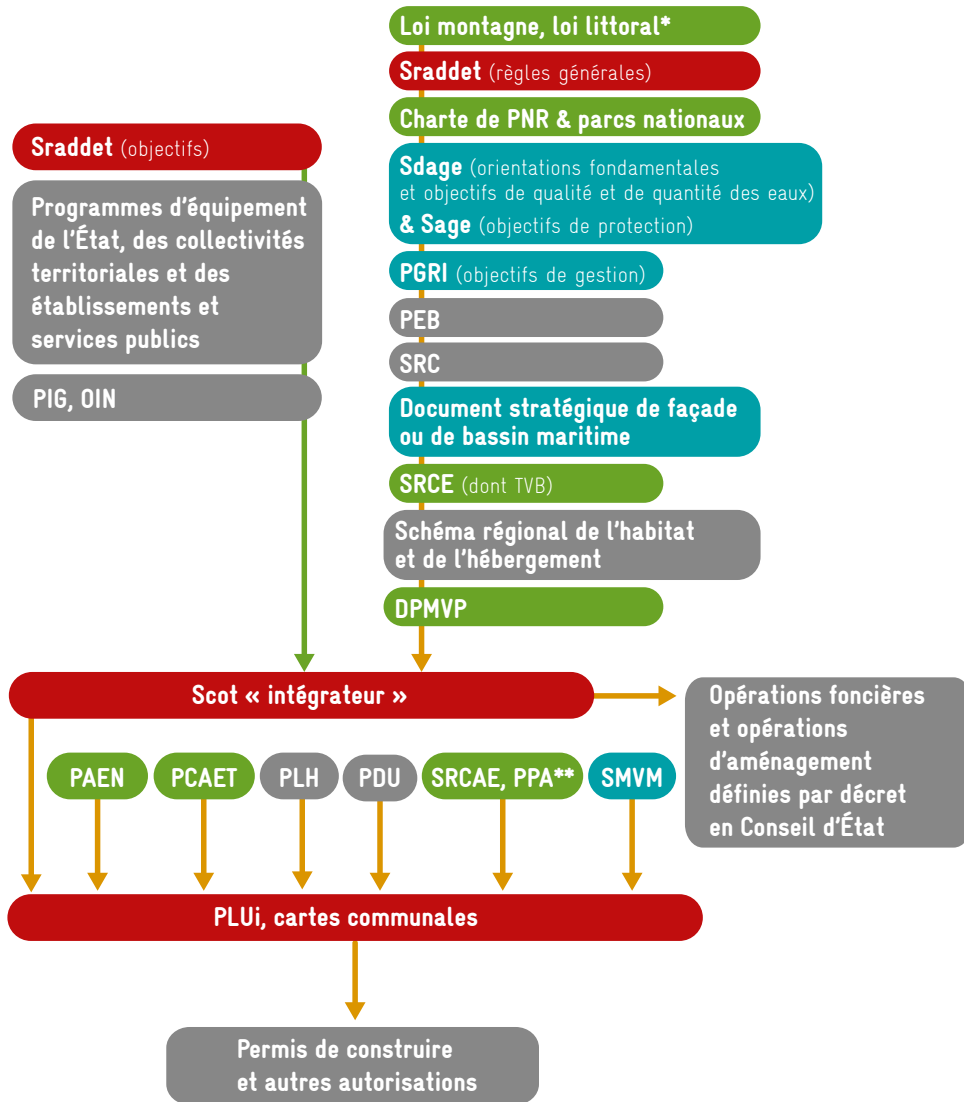 Loi montagne, loi littoral*
Sraddet (règles générales)
Charte de PNR & parcs nationaux
Sraddet (objectifs)
Sdage (orientations fondamentales
et objectifs de qualité et de quantité des eaux)
& Sage (objectifs de protection)
Programmes d'équipement
de l'État, des collectivités
territoriales et des
établissements et
services publics
PGRI (objectifs de gestion)
PEB
SRC
PIG, OIN
Document stratégique de façade
ou de bassin maritime
SRCE (dont TVB)
Schéma régional de l'habitat
et de l'hébergement
DPMVP
Scot « intégrateur »
Opérations foncières
et opérations
d'aménagement
définies par décret
en Conseil d'État
PAEN
PCAET
PLH
PDU
SRCAE, PPA**
SMVM
PLUi, cartes communales
Permis de construire
et autres autorisations